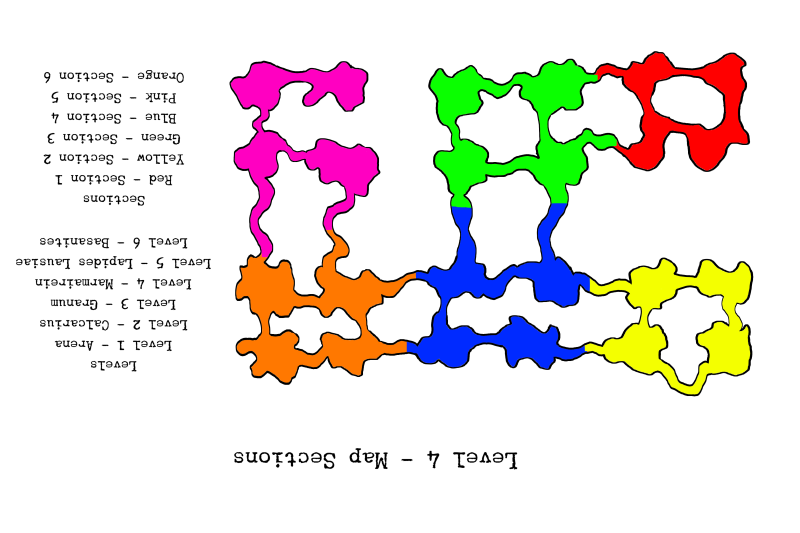 Level 4 - Map Sections
Levels
Level 1 - Arena
Level 2 - Calcarius
Level 3 - Granum
Level 4 - Marmairein
Level 5 - Lapides Lausiae
Level 6 - Basanites
Sections
Red - Section 1
Yellow - Section 2
Green - Section 3
Blue - Section 4
Pink - Section 5
Orange - Section 6